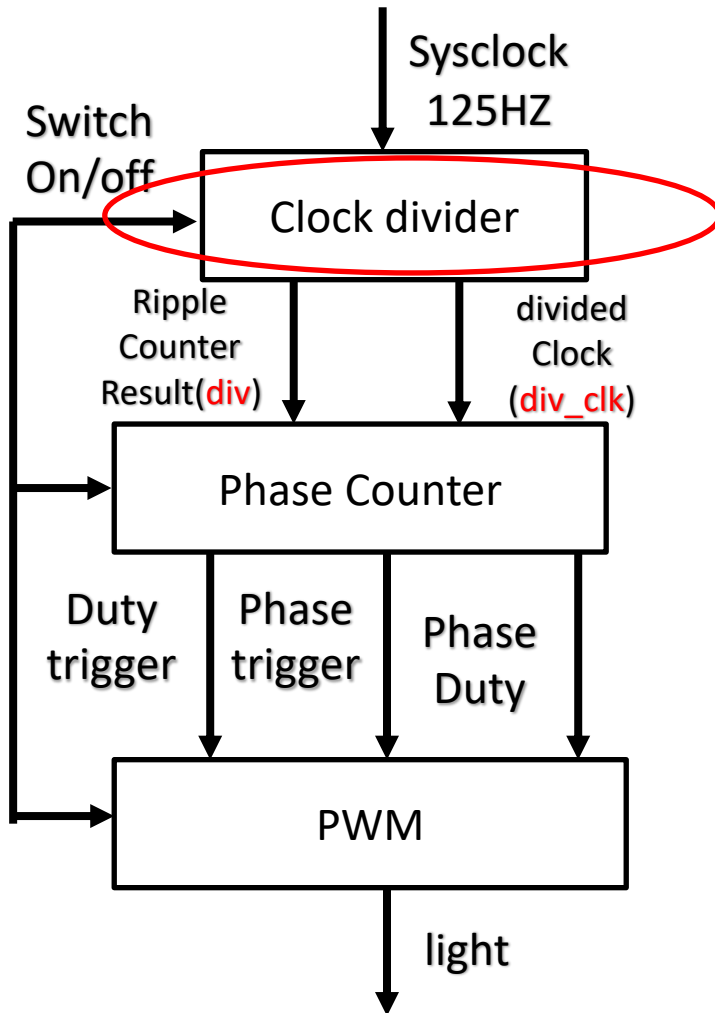 Sysclock
125HZ
Switch
On/off
Clock divider
Ripple
Counter
Result(div)
divided
Clock
(div_clk)
Phase Counter
Duty
trigger
Phase
trigger
Phase
Duty
PWM
light